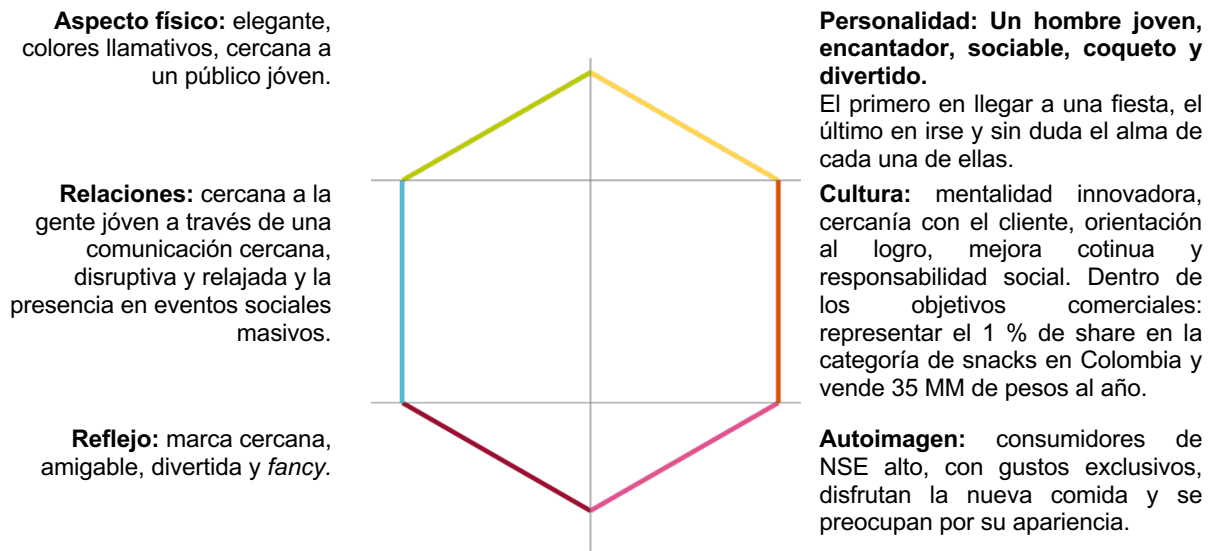 Aspecto físico: elegante,
colores llamativos, cercana a
un público jóven.
Personalidad: Un hombre joven,
encantador, sociable, coqueto y
divertido.
El primero en llegar a una fiesta, el
último en irse y sin duda el alma de
cada una de ellas.
Relaciones: cercana a la
gente jóven a través de una
comunicación cercana,
disruptiva y relajada y la
presencia en eventos sociales
masivos.
Cultura: mentalidad innovadora,
cercanía con el cliente, orientación
al logro, mejora cotinua y
responsabilidad social. Dentro de
los objetivos comerciales:
representar el 1 % de share en la
categoría de snacks en Colombia y
vende 35 MM de pesos al año.
Reflejo: marca cercana,
amigable, divertida y fancy.
Autoimagen: consumidores de
NSE alto, con gustos exclusivos,
disfrutan la nueva comida y se
preocupan por su apariencia.